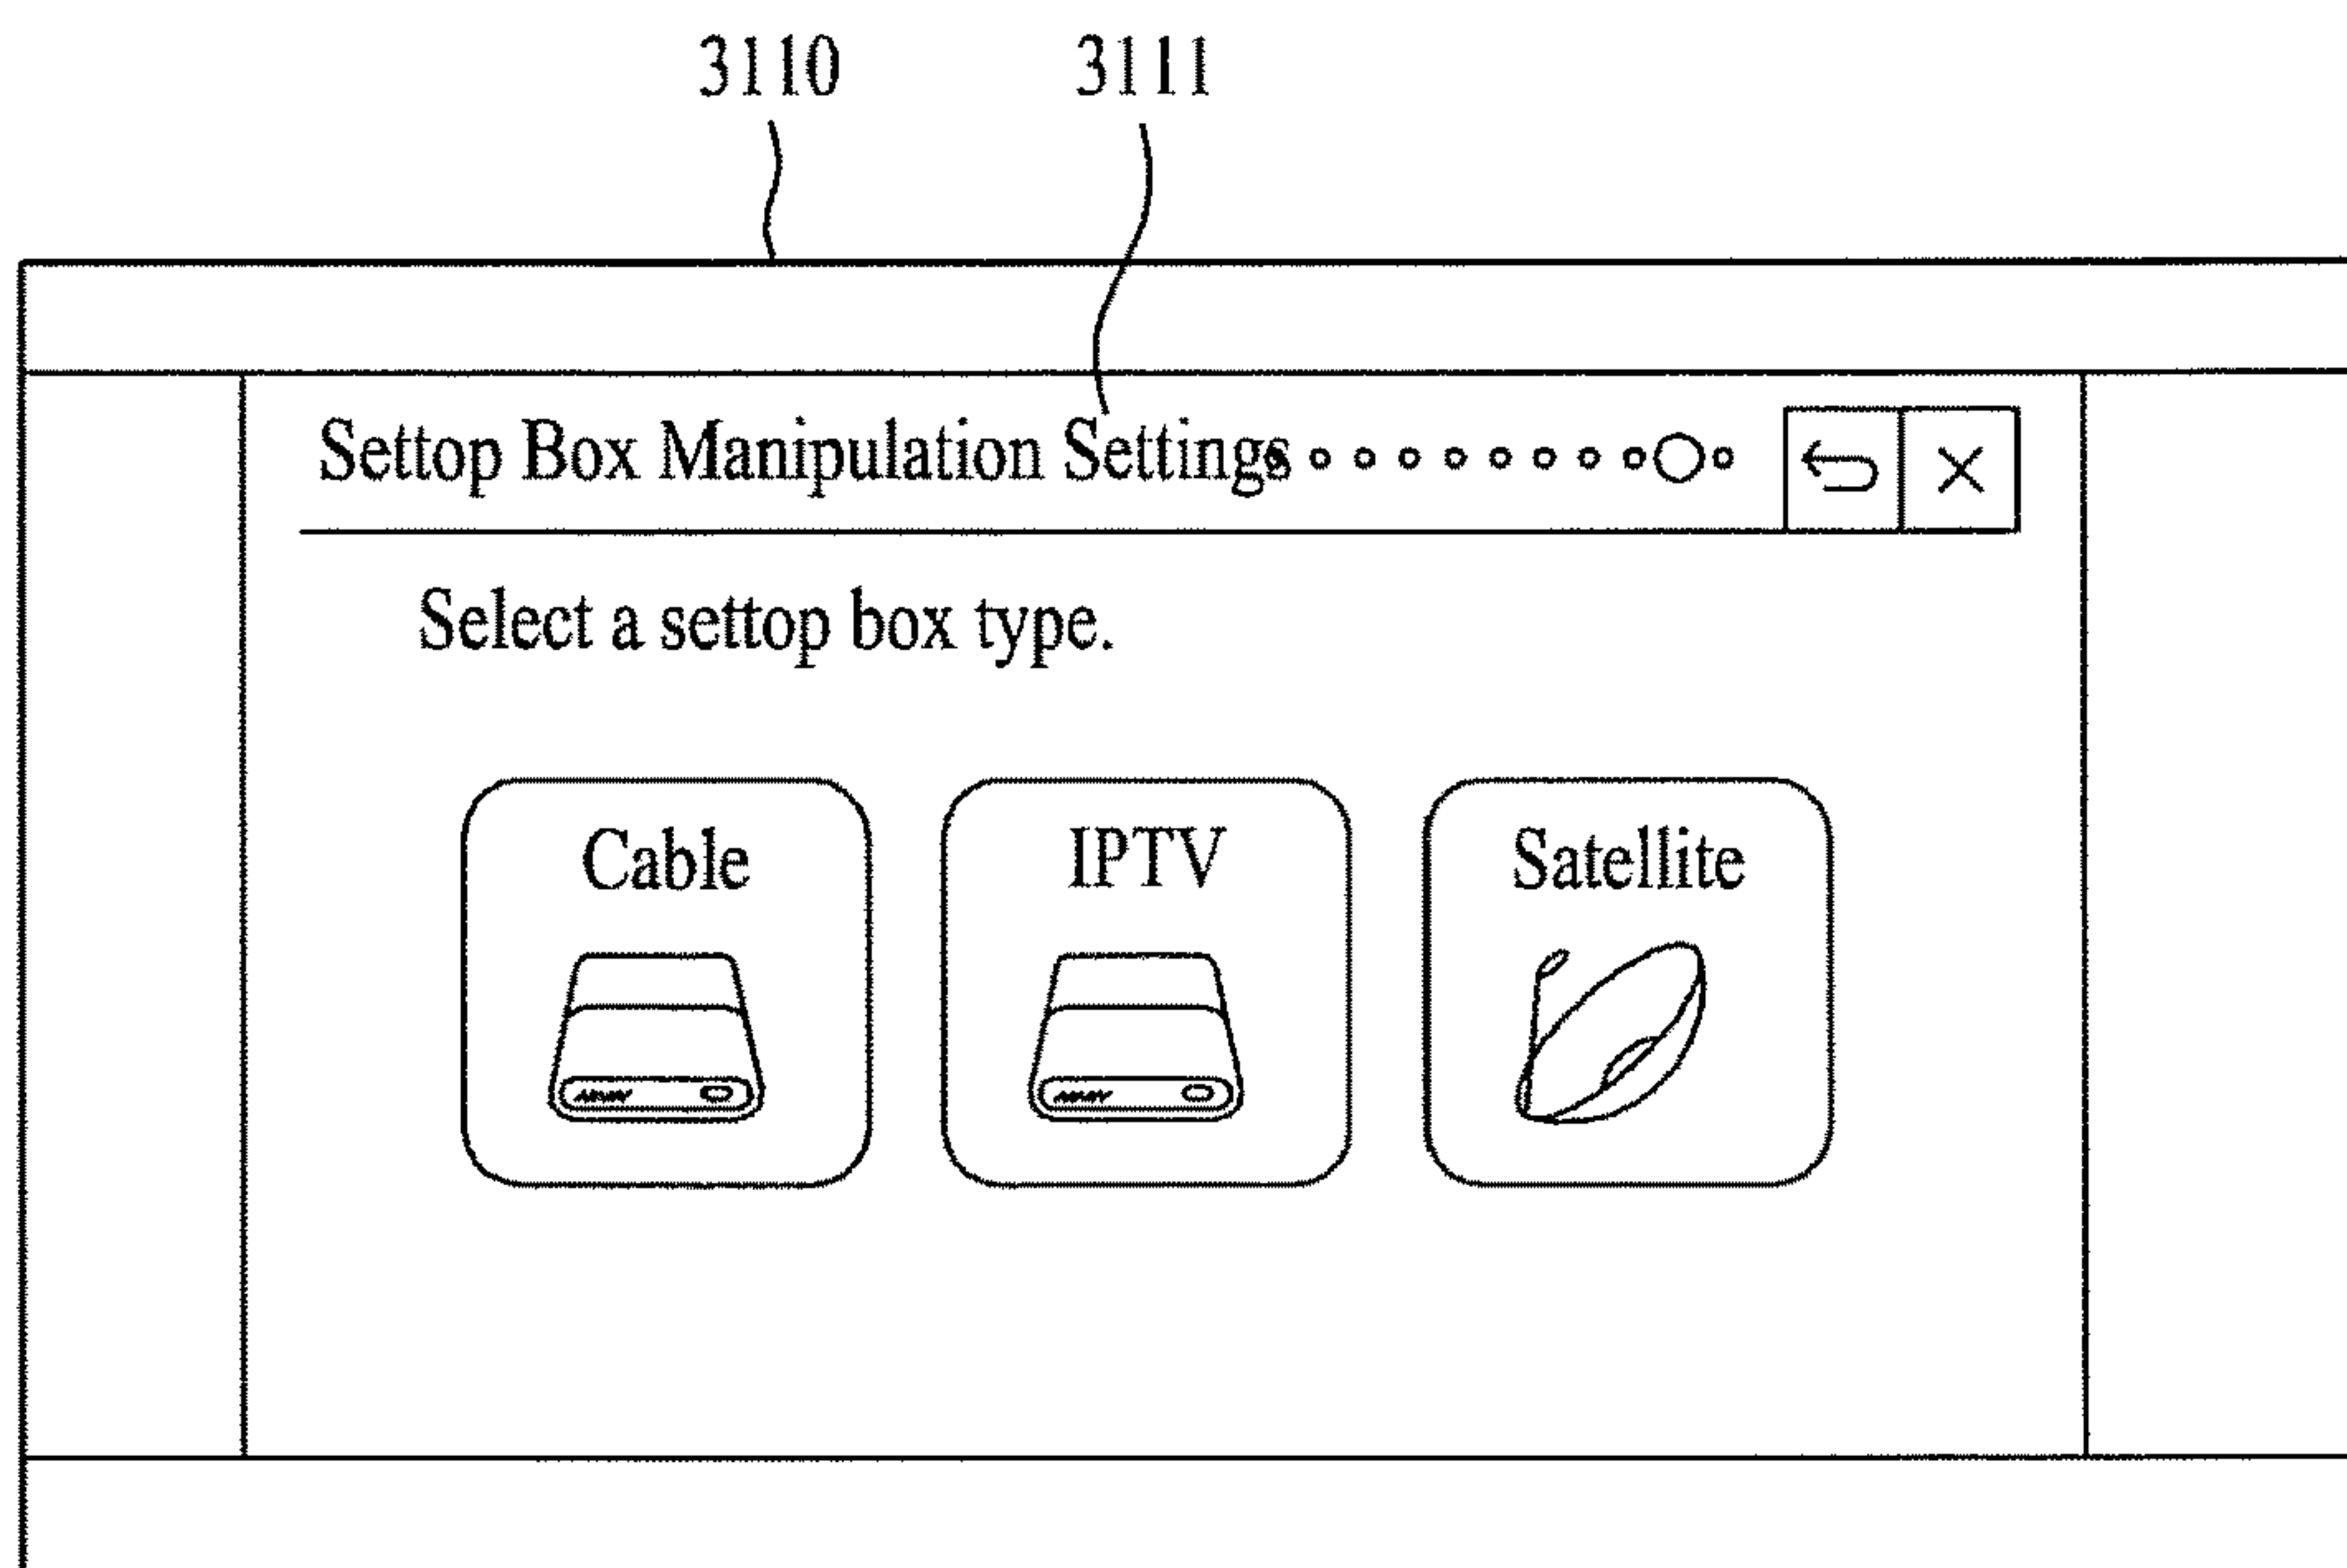 3110 3111
Settop Box Manipulation Settings
Select a settop box type.
Cable IPTV Satellite